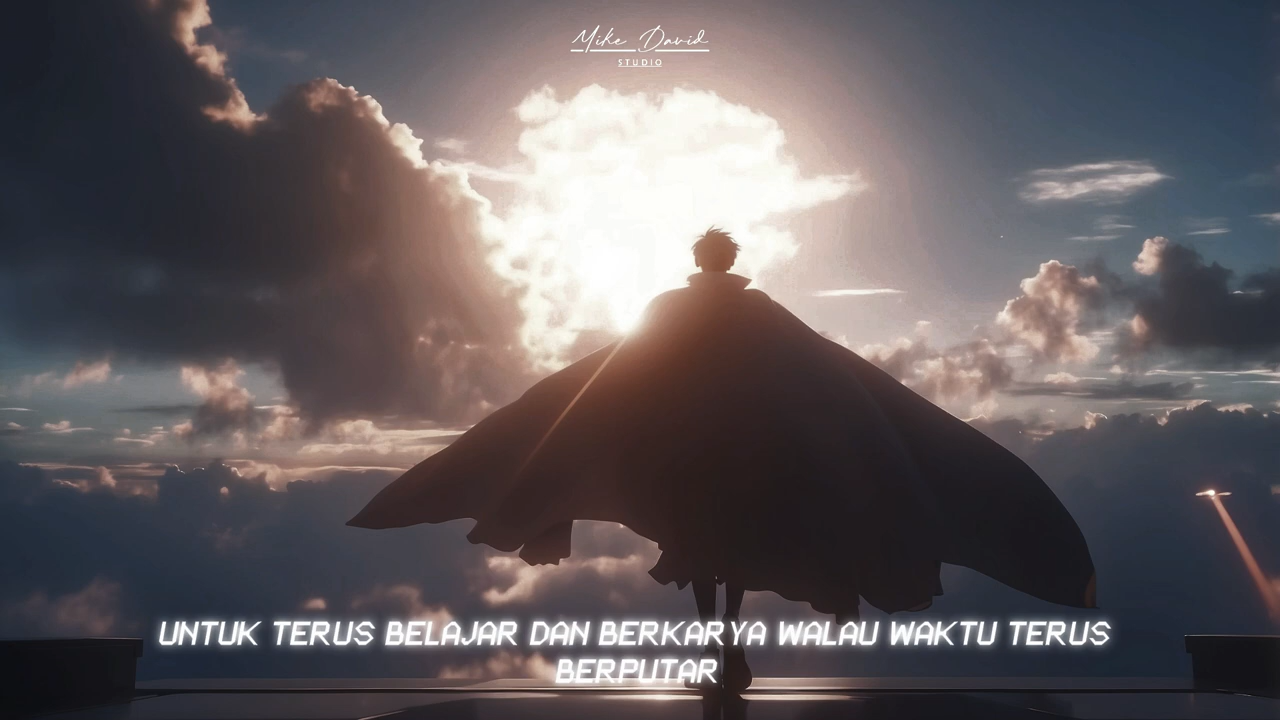 Mike David
STUDIO
UNTUK TERUS BELAJAR DAN BERKARYA WALAU WAKTU TERUS
BERPUTAR